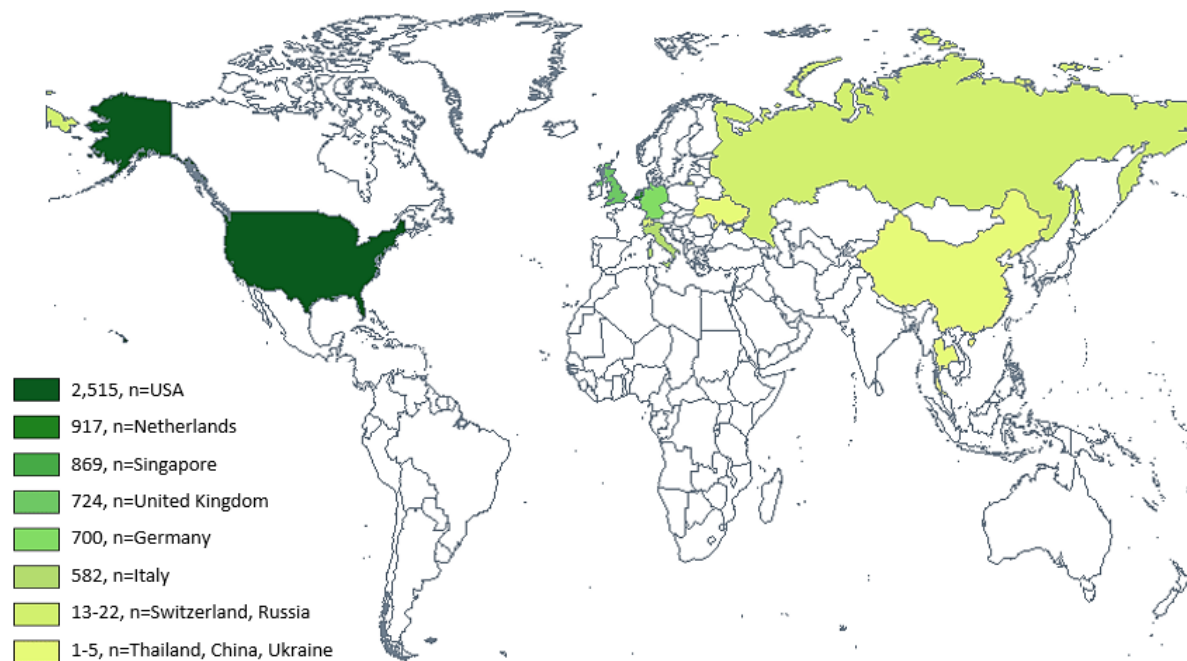 2,515, n=USA
917, n=Netherlands
869, n=Singapore
724, n=United Kingdom
700, n=Germany
582, n=Italy
13-22, n=Switzerland, Russia
1-5, n=Thailand, China, Ukraine